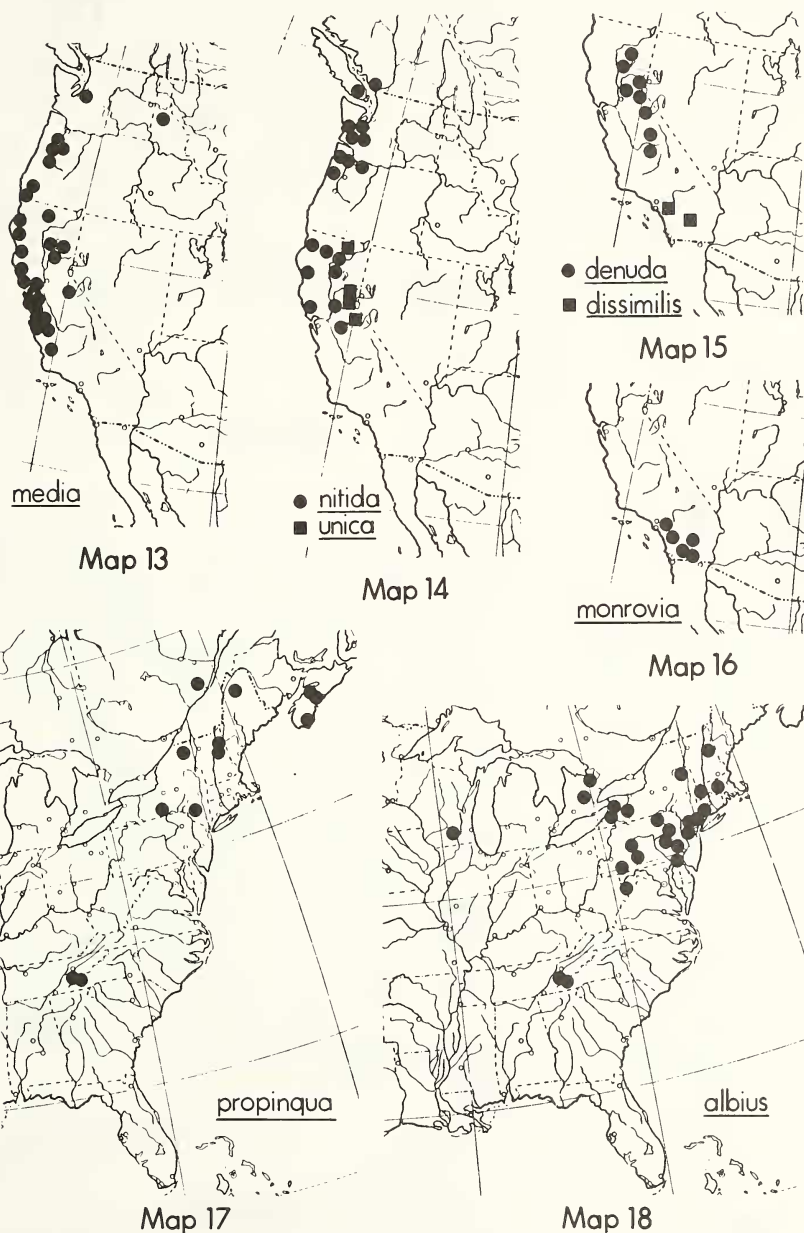 media
Map 13
● nitida
■ unica
Map 14
● denuda
■ dissimilis
Map 15
monrovia
Map 16
propinqua
Map 17
albius
Map 18